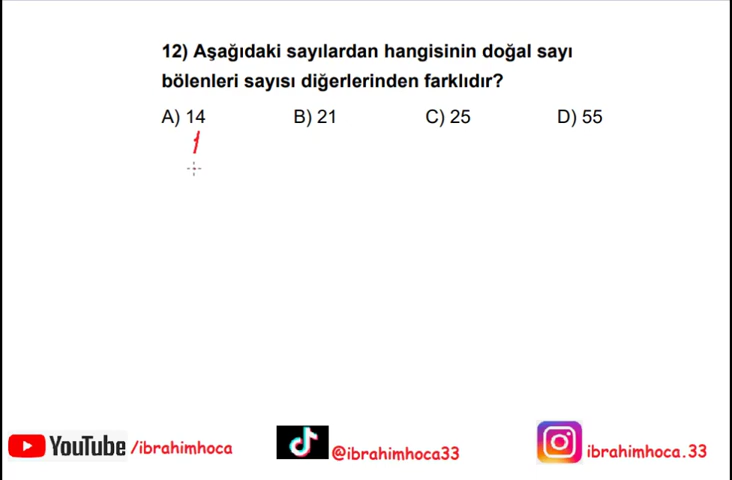 12) Aşağıdaki sayılardan hangisinin doğal sayı
bölenleri sayısı diğerlerinden farklıdır?
A) 14 B) 21 C) 25 D) 55
1
YouTube /ibrahimhoca @ibrahimhoca33 ibrahimhoca.33